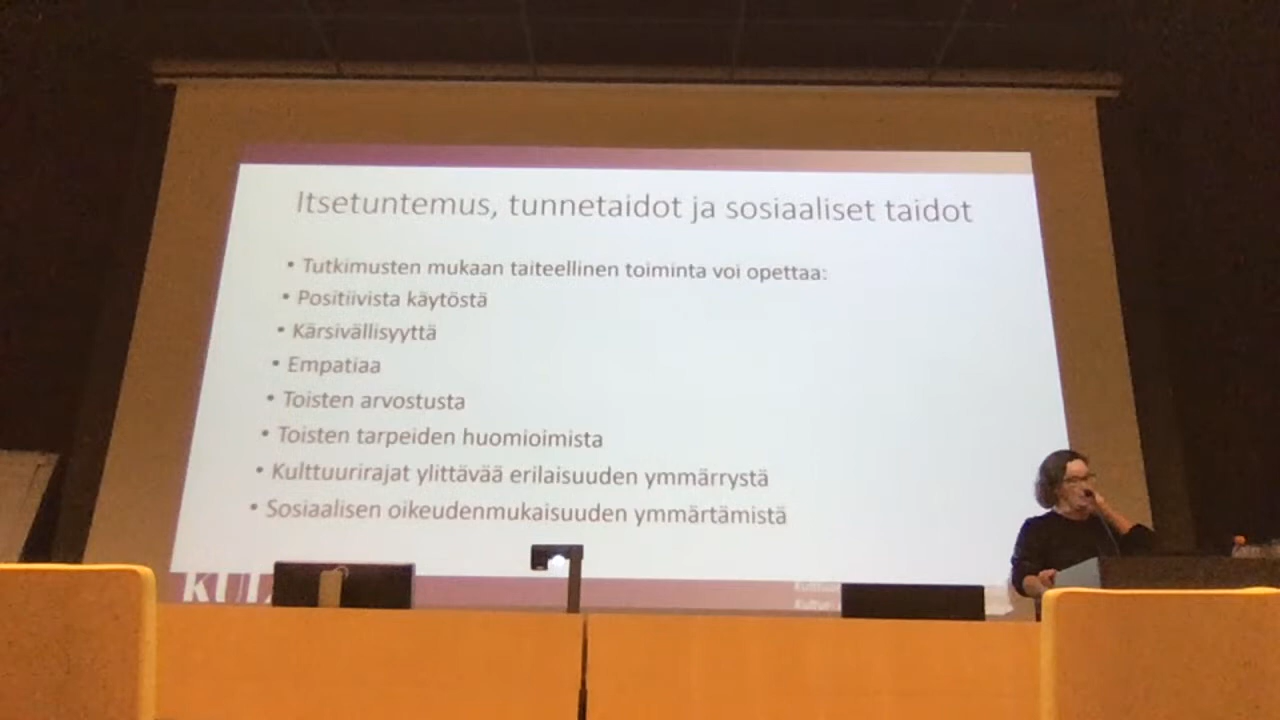 Itsetuntemus, tunnetaidot ja sosiaaliset taidot
• Tutkimusten mukaan taiteellinen toiminta voi opettaa:
• Positiivista käytöstä
• Kärsivällisyyttä
• Empatiaa
• Toisten arvostusta
• Toisten tarpeiden huomioimista
• Kulttuurirajat ylittävää erilaisuuden ymmärrystä
• Sosiaalisen oikeudenmukaisuuden ymmärtämistä